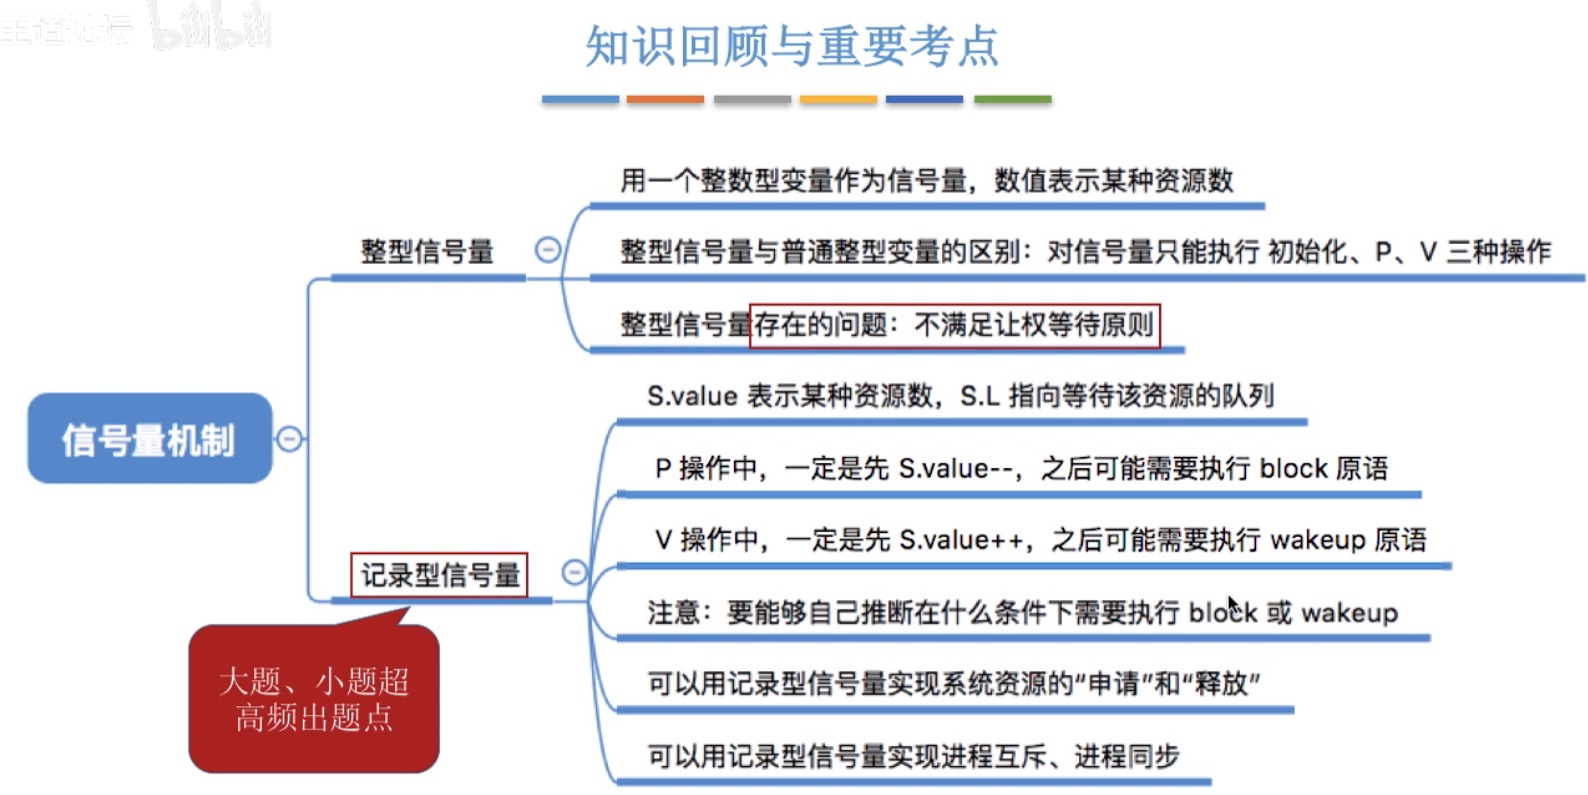 王道论坛 bilibili
知识回顾与重要考点
用一个整数型变量作为信号量，数值表示某种资源数
整型信号量
整型信号量与普通整型变量的区别：对信号量只能执行 初始化、P、V 三种操作
整型信号量存在的问题：不满足让权等待原则
信号量机制
S.value 表示某种资源数，S.L 指向等待该资源的队列
P 操作中，一定是先 S.value--，之后可能需要执行 block 原语
V 操作中，一定是先 S.value++，之后可能需要执行 wakeup 原语
记录型信号量
注意：要能够自己推断在什么条件下需要执行 block 或 wakeup
可以用记录型信号量实现系统资源的“申请”和“释放”
可以用记录型信号量实现进程互斥、进程同步
大题、小题超
高频出题点